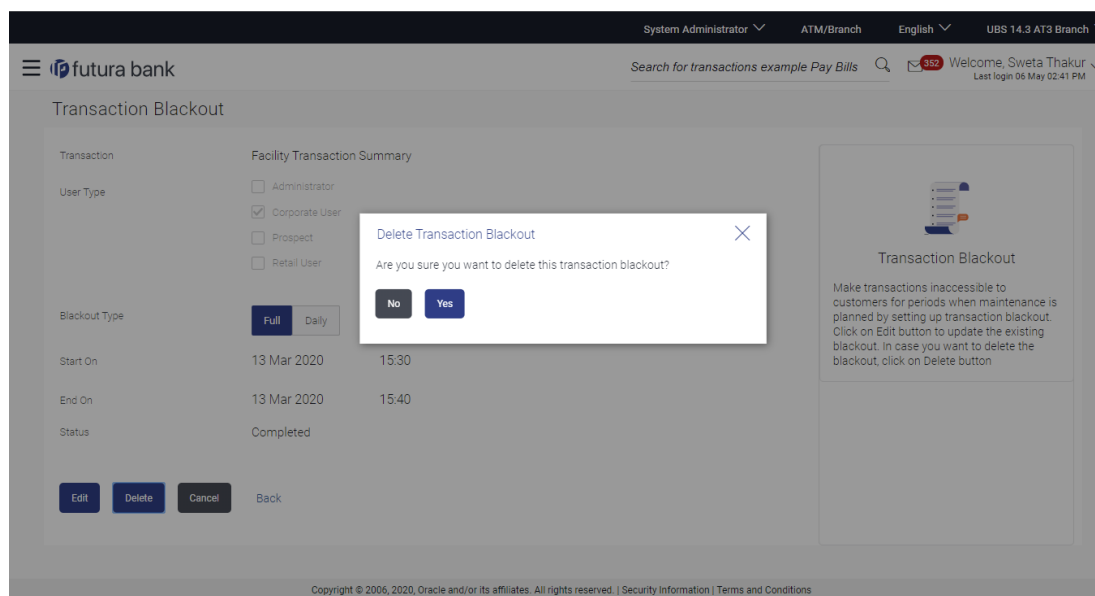 System Administrator ATM/Branch English UBS 14.3 AT3 Branch
futura bank
Search for transactions example Pay Bills 352 Welcome, Sweta Thakur
Last login 06 May 02:41 PM
Transaction Blackout
Transaction Facility Transaction Summary
User Type Administrator
Corporate User
Prospect
Retail User
Delete Transaction Blackout
Are you sure you want to delete this transaction blackout?
No Yes
Blackout Type Full Daily
Start On 13 Mar 2020 15:30
End On 13 Mar 2020 15:40
Status Completed
Edit Delete Cancel Back
Transaction Blackout
Make transactions inaccessible to
customers for periods when maintenance is
planned by setting up transaction blackout.
Click on Edit button to update the existing
blackout. In case you want to delete the
blackout, click on Delete button
Copyright © 2006, 2020, Oracle and/or its affiliates. All rights reserved. | Security Information | Terms and Conditions